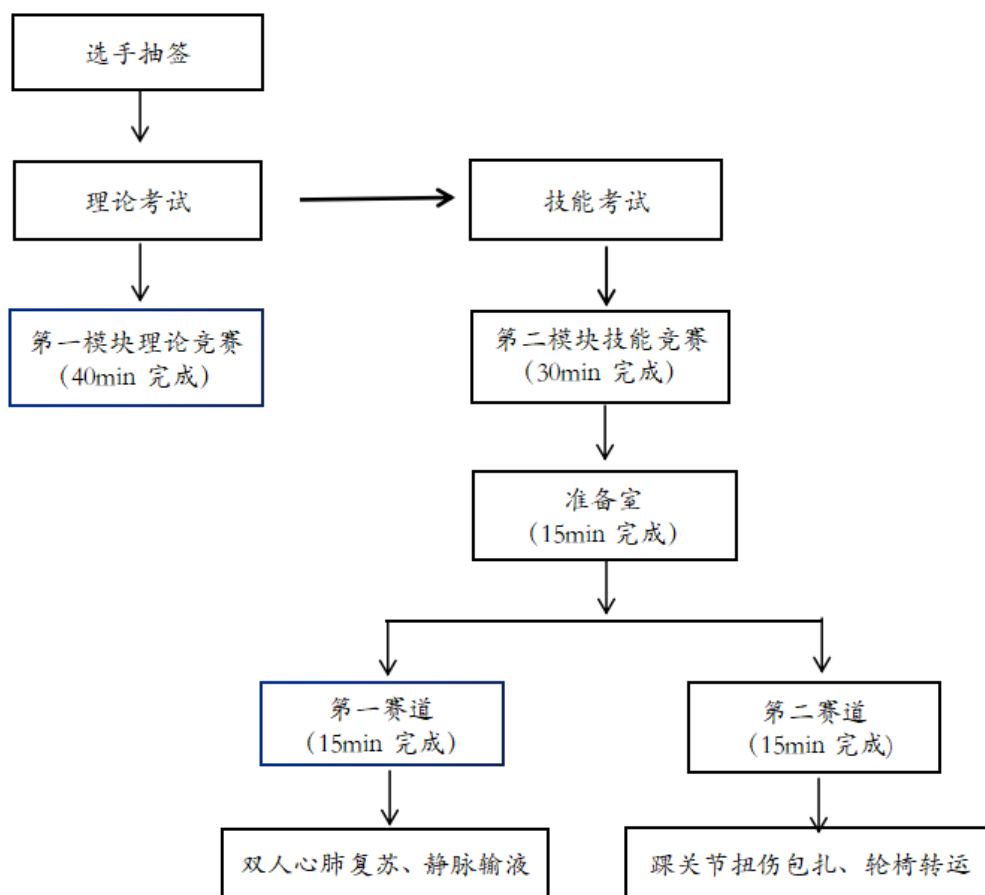 选手抽签
理论考试
技能考试
第一模块理论竞赛
（40min 完成）
第二模块技能竞赛
（30min 完成）
准备室
（15min 完成）
第一赛道
（15min 完成）
第二赛道
（15min 完成)
双人心肺复苏、静脉输液
踝关节扭伤包扎、轮椅转运